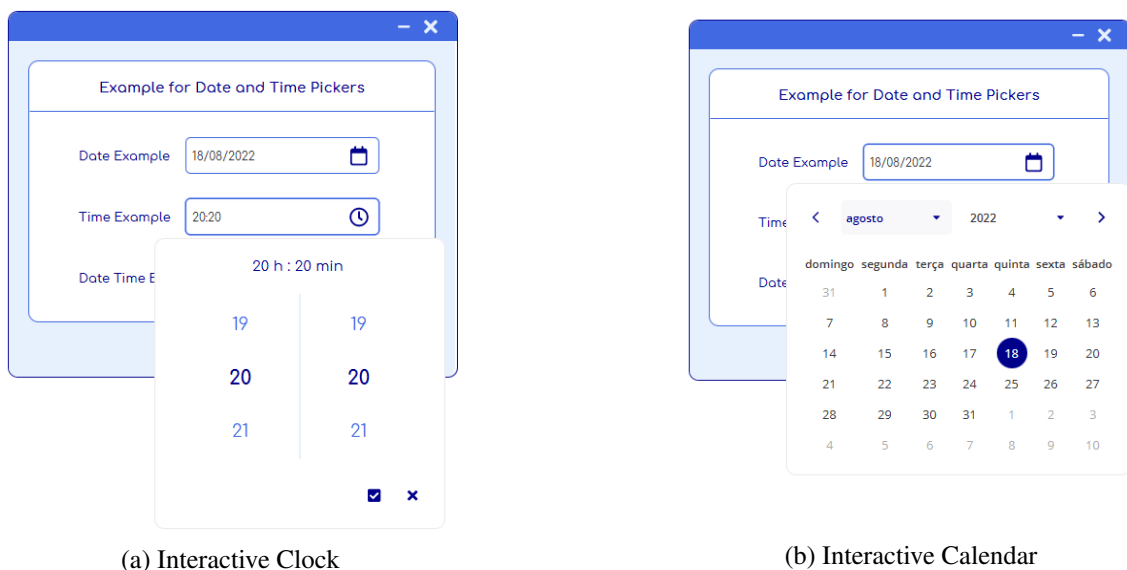 Example for Date and Time Pickers
Date Example 18/08/2022
Time Example 20:20
Date Time E
20 h : 20 min
19 19
20 20
21 21
(a) Interactive Clock
Example for Date and Time Pickers
Date Example 18/08/2022
Time
Date
agosto 2022
domingo segunda terça quarta quinta sexta sábado
31 1 2 3 4 5 6
7 8 9 10 11 12 13
14 15 16 17 18 19 20
21 22 23 24 25 26 27
28 29 30 31 1 2 3
4 5 6 7 8 9 10
(b) Interactive Calendar